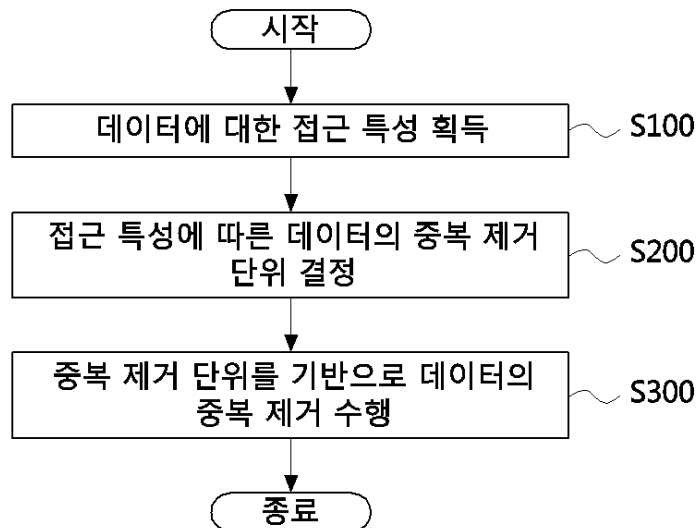 시작
데이터에 대한 접근 특성 획득
S100
접근 특성에 따른 데이터의 중복 제거
단위 결정
S200
중복 제거 단위를 기반으로 데이터의
중복 제거 수행
S300
종료